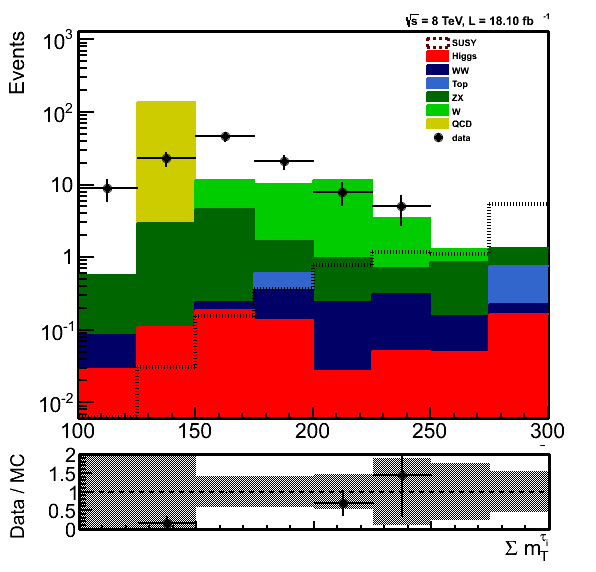 √s = 8 TeV, L = 18.10 fb⁻¹
Events
SUSY
Higgs
WW
Top
ZX
W
QCD
data
10³
10²
10
1
10⁻¹
10⁻²
100 150 200 250 300
Data / MC
2
1.5
1
0.5
0
Σ m_T^{τ_i}